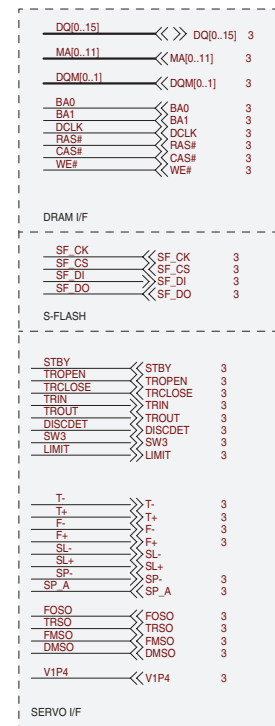 DQ[0..15] DQ[0..15] 3
MA[0..11] MA[0..11] 3
DQM[0..1] DQM[0..1] 3
BA0 BA0 3
BA1 BA1 3
DCLK DCLK 3
RAS# RAS# 3
CAS# CAS# 3
WE# WE# 3
DRAM I/F
SF_CK SF_CK 3
SF_CS SF_CS 3
SF_DI SF_DI 3
SF_DO SF_DO 3
S-FLASH
STBY STBY 3
TROPEN TROPEN 3
TRCLOSE TRCLOSE 3
TRIN TRIN 3
TROUT TROUT 3
DISCDET DISCDET 3
SW3 SW3 3
LIMIT LIMIT 3
T- T- 3
T+ T+ 3
F- F- 3
F+ F+ 3
SL- SL-
SL+ SL+
SP- SP- 3
SP_A SP_A 3
FOSO FOSO 3
TRSO TRSO 3
FMSO FMSO 3
DMSO DMSO 3
V1P4 V1P4 3
SERVO I/F